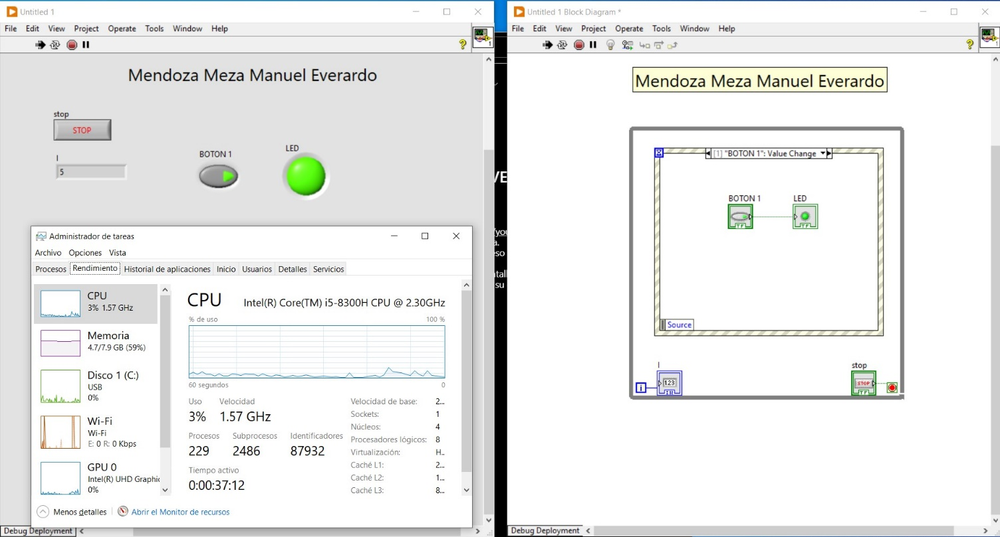 Untitled 1
File Edit View Project Operate Tools Window Help
1
Mendoza Meza Manuel Everardo
stop
STOP
I
5
BOTON 1
LED
Administrador de tareas
Archivo Opciones Vista
Procesos Rendimiento Historial de aplicaciones Inicio Usuarios Detalles Servicios
CPU
3% 1.57 GHz
Memoria
4.7/7.9 GB (59%)
Disco 1 (C:)
USB
0%
Wi-Fi
Wi-Fi
E: 0 R: 0 Kbps
GPU 0
Intel(R) UHD Graphic
0%
CPU Intel(R) Core(TM) i5-8300H CPU @ 2.30GHz
% de uso 100 %
60 segundos 0
Uso Velocidad
3% 1.57 GHz
Procesos Subprocesos Identificadores
229 2486 87932
Tiempo activo
0:00:37:12
Velocidad de base: 2...
Sockets: 1
Núcleos: 4
Procesadores lógicos: 8
Virtualización: H..
Caché L1: 2...
Caché L2: 1...
Caché L3: 8...
Menos detalles Abrir el Monitor de recursos
Debug Deployment
Untitled 1 Block Diagram *
File Edit View Project Operate Tools Window Help
1
Mendoza Meza Manuel Everardo
[1] "BOTON 1": Value Change
BOTON 1 LED
TF TF
Source
I
i
1.23
stop
STOP
TF
Debug Deployment